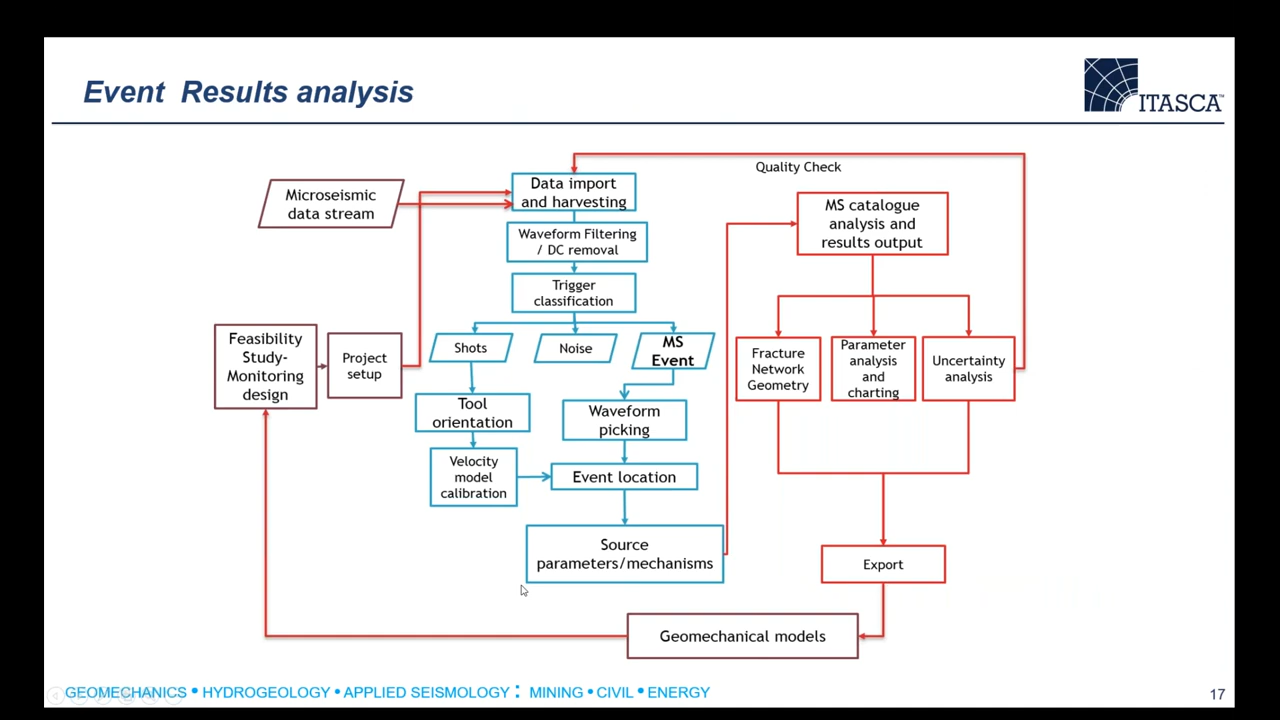 Event Results analysis
ITASCA™
Quality Check
Microseismic
data stream
Data import
and harvesting
MS catalogue
analysis and
results output
Waveform Filtering
/ DC removal
Trigger
classification
Feasibility
Study-
Monitoring
design
Project
setup
Shots
Noise
MS
Event
Fracture
Network
Geometry
Parameter
analysis
and
charting
Uncertainty
analysis
Tool
orientation
Waveform
picking
Velocity
model
calibration
Event location
Source
parameters/mechanisms
Export
Geomechanical models
GEOMECHANICS • HYDROGEOLOGY • APPLIED SEISMOLOGY : MINING • CIVIL • ENERGY
17